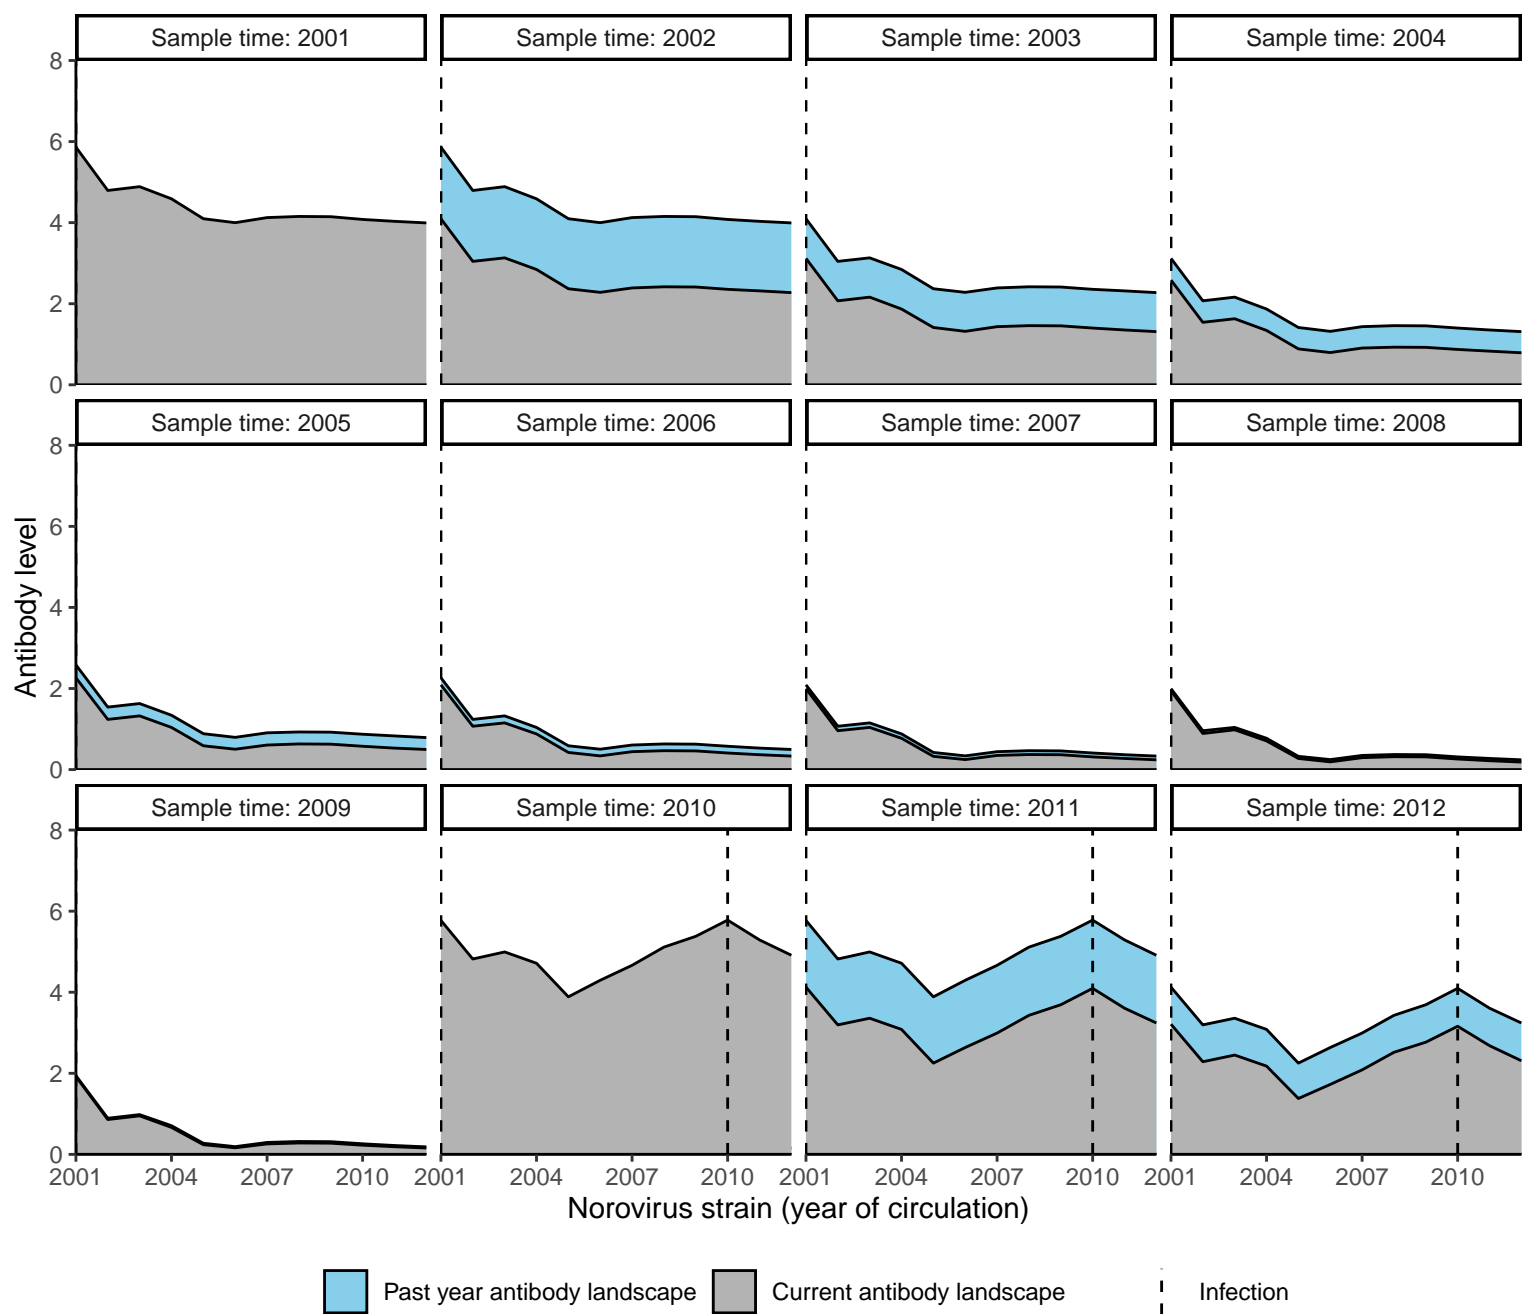 Sample time: 2001 Sample time: 2002 Sample time: 2003 Sample time: 2004
8
6
4
2
0
Sample time: 2005 Sample time: 2006 Sample time: 2007 Sample time: 2008
8
6
4
2
0
Antibody level
Sample time: 2009 Sample time: 2010 Sample time: 2011 Sample time: 2012
8
6
4
2
0
2001 2004 2007 2010 2001 2004 2007 2010 2001 2004 2007 2010 2001 2004 2007 2010
Norovirus strain (year of circulation)
Past year antibody landscape Current antibody landscape Infection